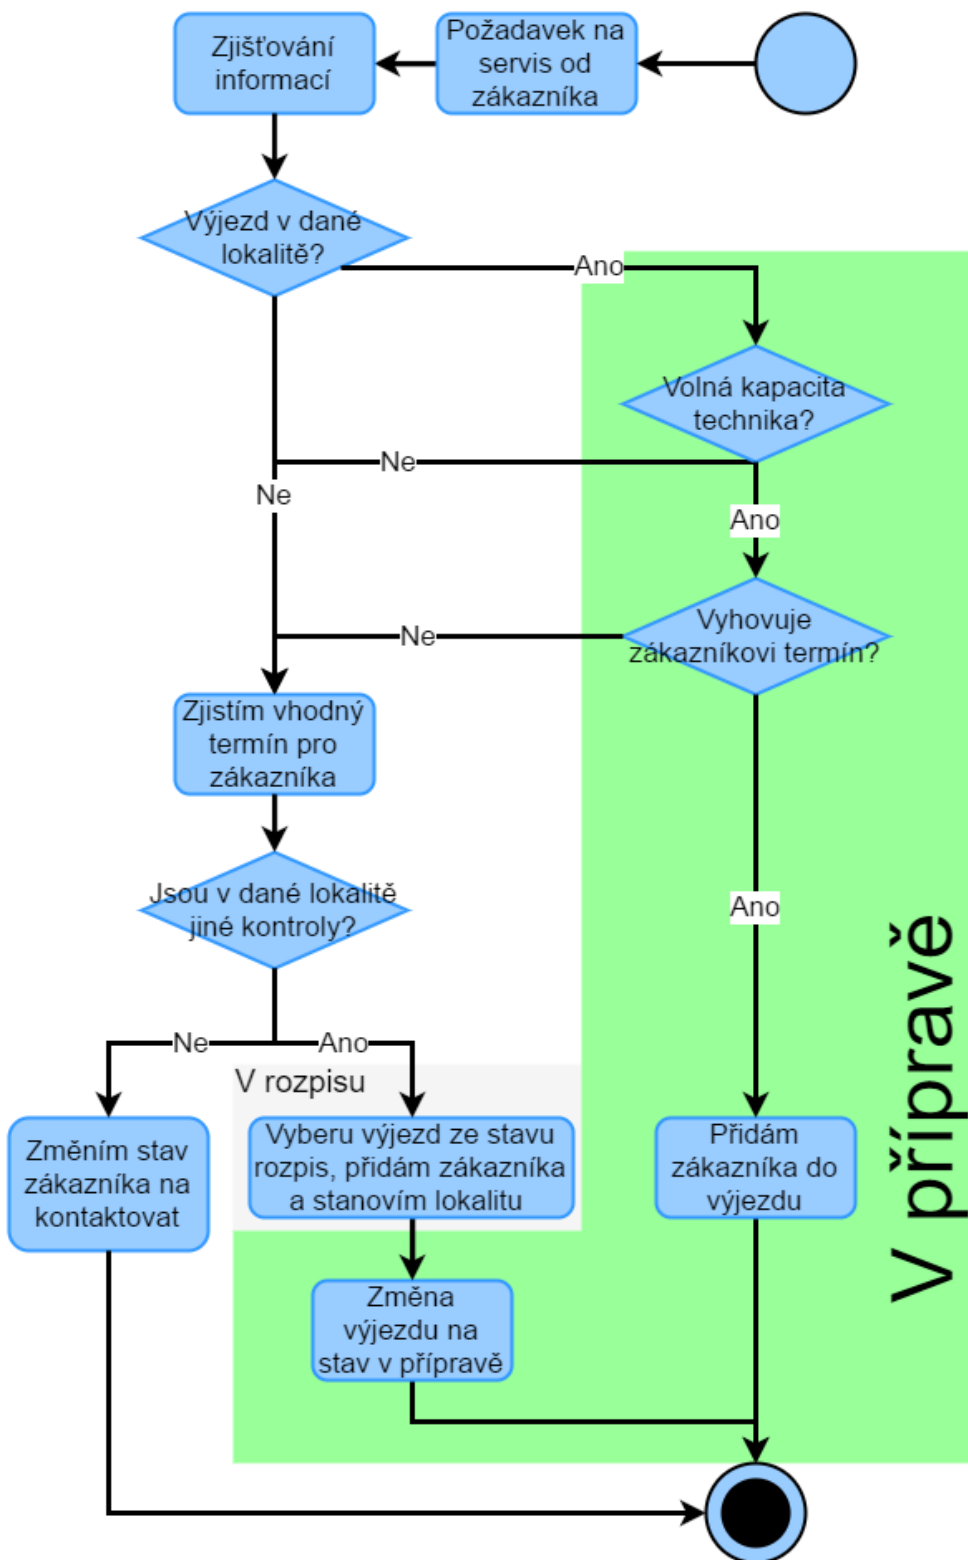 Zjišťování
informací
Požadavek na
servis od
zákazníka
Výjezd v dané
lokalitě?
Ano
Volná kapacita
technika?
Ne
Ne
Ano
Vyhovuje
zákazníkovi termín?
Ne
Zjistím vhodný
termín pro
zákazníka
Jsou v dané lokalitě
jiné kontroly?
Ano
V přípravě
Ne
Ano
V rozpisu
Změním stav
zákazníka na
kontaktovat
Vyberu výjezd ze stavu
rozpis, přidám zákazníka
a stanovím lokalitu
Přidám
zákazníka do
výjezdu
Změna
výjezdu na
stav v přípravě